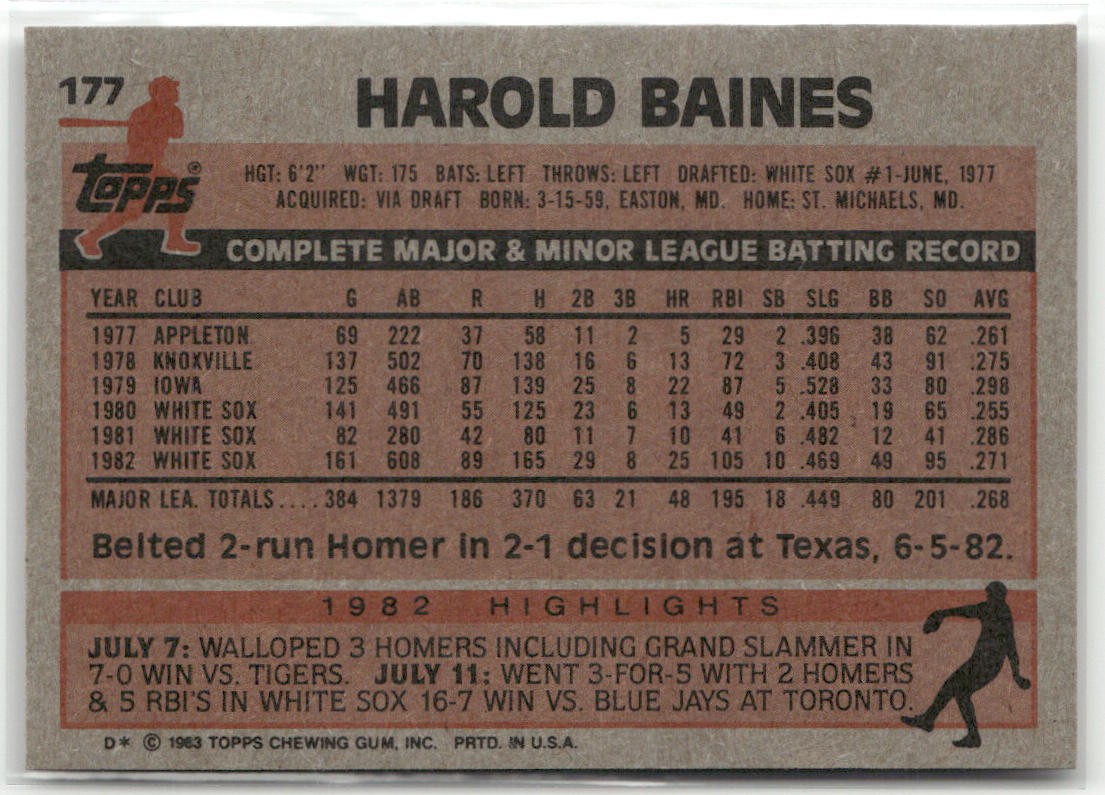 177
HAROLD BAINES
Topps®
HGT: 6'2" WGT: 175 BATS: LEFT THROWS: LEFT DRAFTED: WHITE SOX #1-JUNE, 1977
ACQUIRED: VIA DRAFT BORN: 3-15-59, EASTON, MD. HOME: ST. MICHAELS, MD.
COMPLETE MAJOR & MINOR LEAGUE BATTING RECORD
YEAR CLUB G AB R H 2B 3B HR RBI SB SLG BB SO AVG
1977 APPLETON 69 222 37 58 11 2 5 29 2 .396 38 62 .261
1978 KNOXVILLE 137 502 70 138 16 6 13 72 3 .408 43 91 .275
1979 IOWA 125 466 87 139 25 8 22 87 5 .528 33 80 .298
1980 WHITE SOX 141 491 55 125 23 6 13 49 2 .405 19 65 .255
1981 WHITE SOX 82 280 42 80 11 7 10 41 6 .482 12 41 .286
1982 WHITE SOX 161 608 89 165 29 8 25 105 10 .469 49 95 .271
MAJOR LEA. TOTALS.... 384 1379 186 370 63 21 48 195 18 .449 80 201 .268
Belted 2-run Homer in 2-1 decision at Texas, 6-5-82.
1982 HIGHLIGHTS
JULY 7: WALLOPED 3 HOMERS INCLUDING GRAND SLAMMER IN
7-0 WIN VS. TIGERS. JULY 11: WENT 3-FOR-5 WITH 2 HOMERS
& 5 RBI'S IN WHITE SOX 16-7 WIN VS. BLUE JAYS AT TORONTO.
D* © 1983 TOPPS CHEWING GUM, INC. PRTD. IN U.S.A.